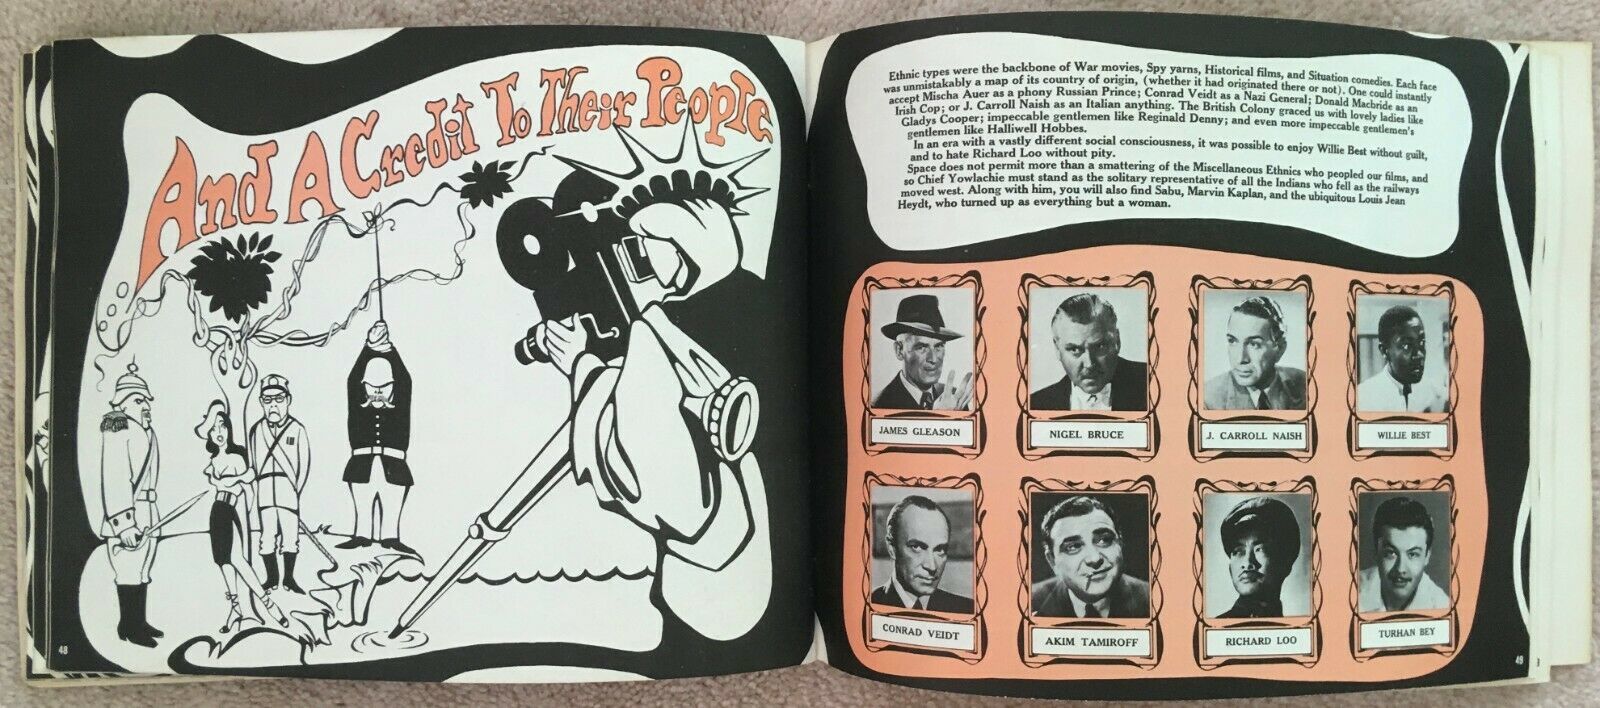 And A Credit To Their People
48
Ethnic types were the backbone of War movies, Spy yarns, Historical films, and Situation comedies. Each face
was unmistakably a map of its country of origin, (whether it had originated there or not). One could instantly
accept Mischa Auer as a phony Russian Prince; Conrad Veidt as a Nazi General; Donald Macbride as an
Irish Cop; or J. Carroll Naish as an Italian anything. The British Colony graced us with lovely ladies like
Gladys Cooper; impeccable gentlemen like Reginald Denny; and even more impeccable gentlemen's
gentlemen like Halliwell Hobbes.
In an era with a vastly different social consciousness, it was possible to enjoy Willie Best without guilt,
and to hate Richard Loo without pity.
Space does not permit more than a smattering of the Miscellaneous Ethnics who peopled our films, and
so Chief Yowlachie must stand as the solitary representative of all the Indians who fell as the railways
moved west. Along with him, you will also find Sabu, Marvin Kaplan, and the ubiquitous Louis Jean
Heydt, who turned up as everything but a woman.
JAMES GLEASON
NIGEL BRUCE
J. CARROLL NAISH
WILLIE BEST
CONRAD VEIDT
AKIM TAMIROFF
RICHARD LOO
TURHAN BEY
49